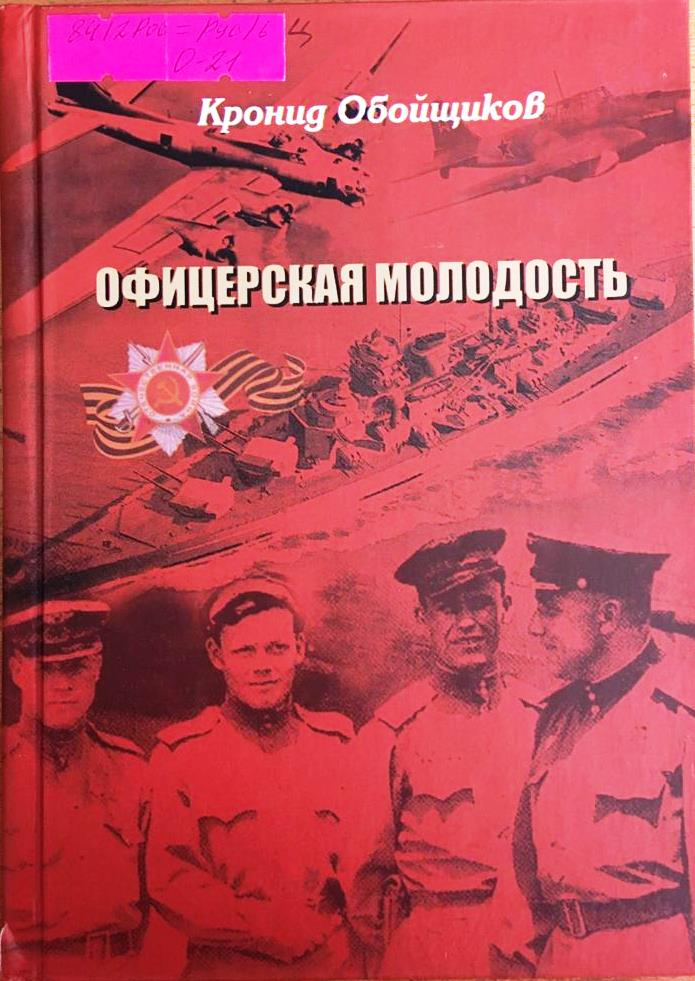 84(2Рос=Рус)6 Ц
О-21
Кронид Обойщиков
ОФИЦЕРСКАЯ МОЛОДОСТЬ